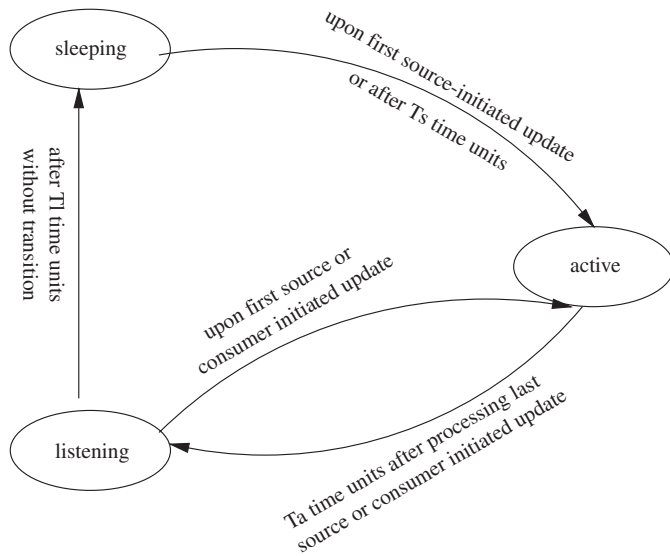 sleeping
upon first source-initiated update
or after Ts time units
after Tl time units
without transition
active
upon first source or
consumer initiated update
listening
Ta time units after processing last
source or consumer initiated update